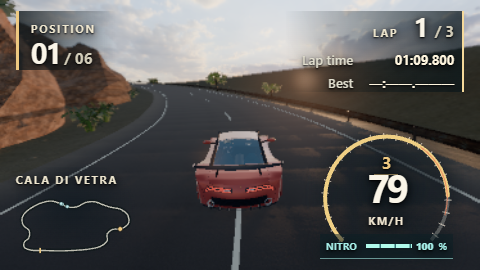 POSITION
01 / 06
LAP 1 / 3
Lap time 01:09.800
Best --:--.---
CALA DI VETRA
3
79
KM/H
NITRO 100 %